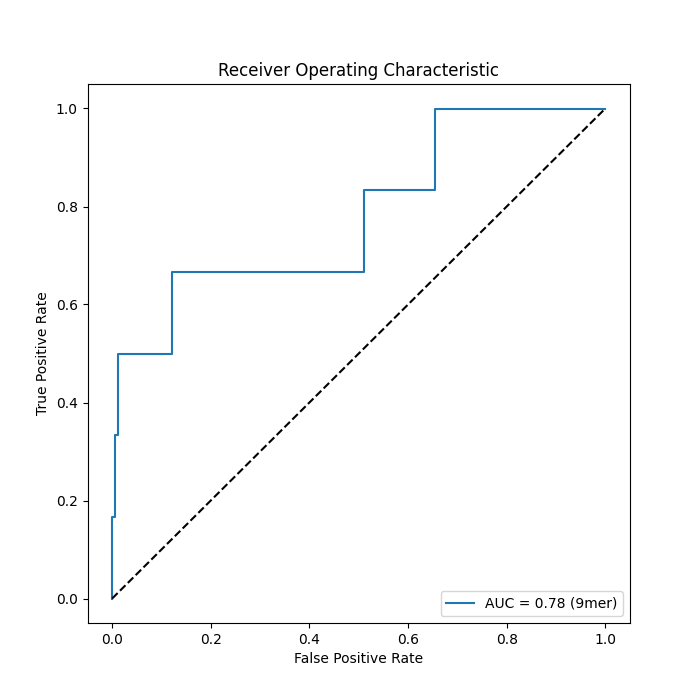 Receiver Operating Characteristic
True Positive Rate
1.0
0.8
0.6
0.4
0.2
0.0
AUC = 0.78 (9mer)
0.0 0.2 0.4 0.6 0.8 1.0
False Positive Rate